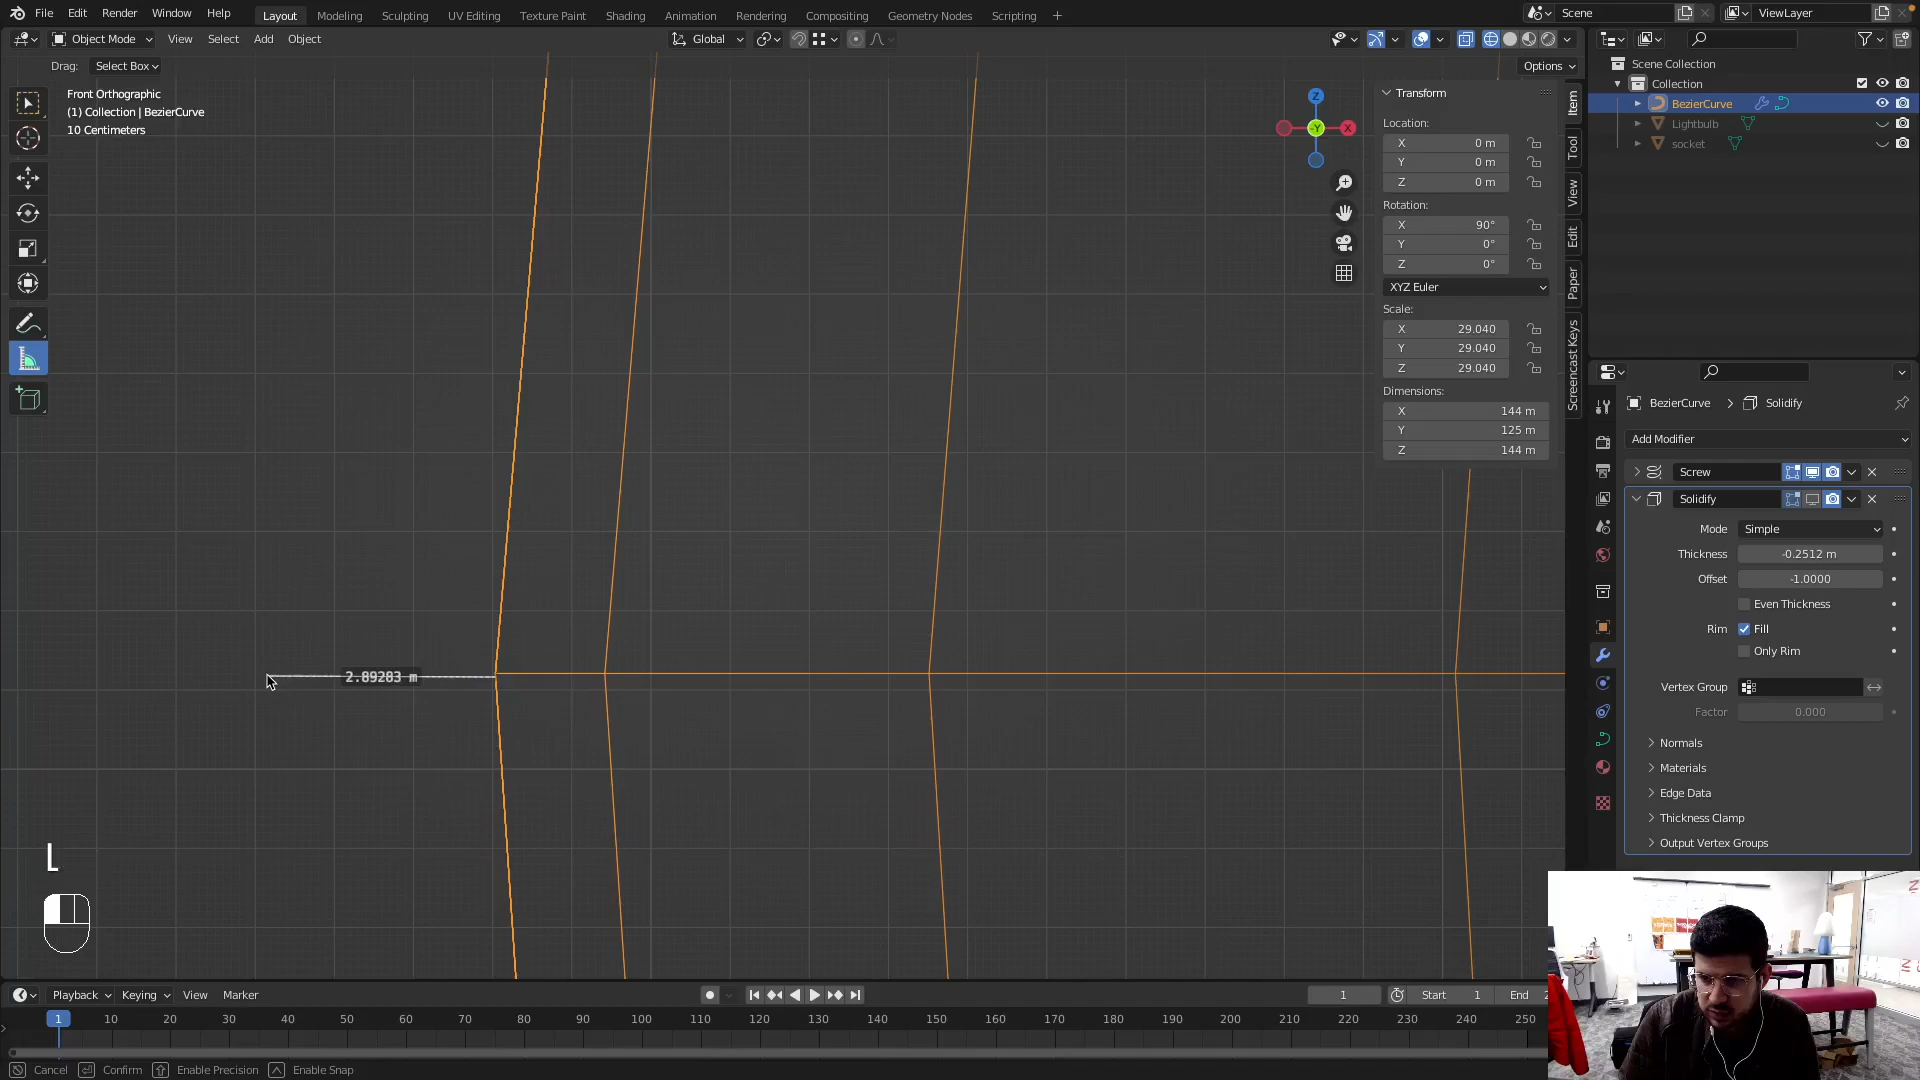 File Edit Render Window Help
Layout Modeling Sculpting UV Editing Texture Paint Shading Animation Rendering Compositing Geometry Nodes Scripting +
Scene
ViewLayer
Object Mode View Select Add Object
Global
Drag: Select Box
Options
Front Orthographic
(1) Collection | BezierCurve
10 Centimeters
Z
-Y
X
2.89283 m
L
Transform
Location:
X 0 m
Y 0 m
Z 0 m
Rotation:
X 90°
Y 0°
Z 0°
XYZ Euler
Scale:
X 29.040
Y 29.040
Z 29.040
Dimensions:
X 144 m
Y 125 m
Z 144 m
Item
Tool
View
Edit
Paper
Screencast Keys
Scene Collection
Collection
BezierCurve
Lightbulb
socket
BezierCurve > Solidify
Add Modifier
Screw
Solidify
Mode Simple
Thickness -0.2512 m
Offset -1.0000
Even Thickness
Rim Fill
Only Rim
Vertex Group
Factor 0.000
Normals
Materials
Edge Data
Thickness Clamp
Output Vertex Groups
Playback Keying View Marker
1
Start 1
End 2
1 10 20 30 40 50 60 70 80 90 100 110 120 130 140 150 160 170 180 190 200 210 220 230 240 250
Cancel Confirm Enable Precision Enable Snap